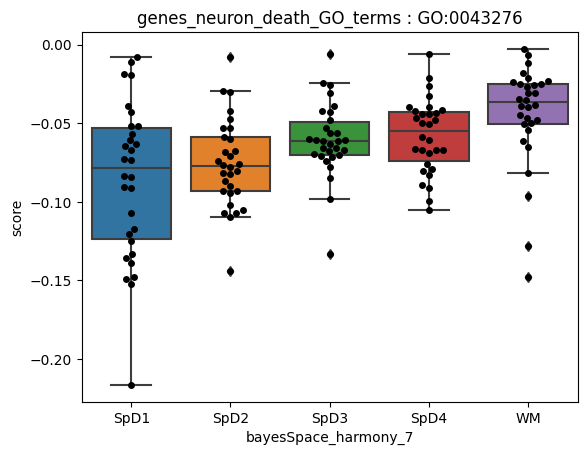 genes_neuron_death_GO_terms : GO:0043276
score
0.00
−0.05
−0.10
−0.15
−0.20
SpD1 SpD2 SpD3 SpD4 WM
bayesSpace_harmony_7